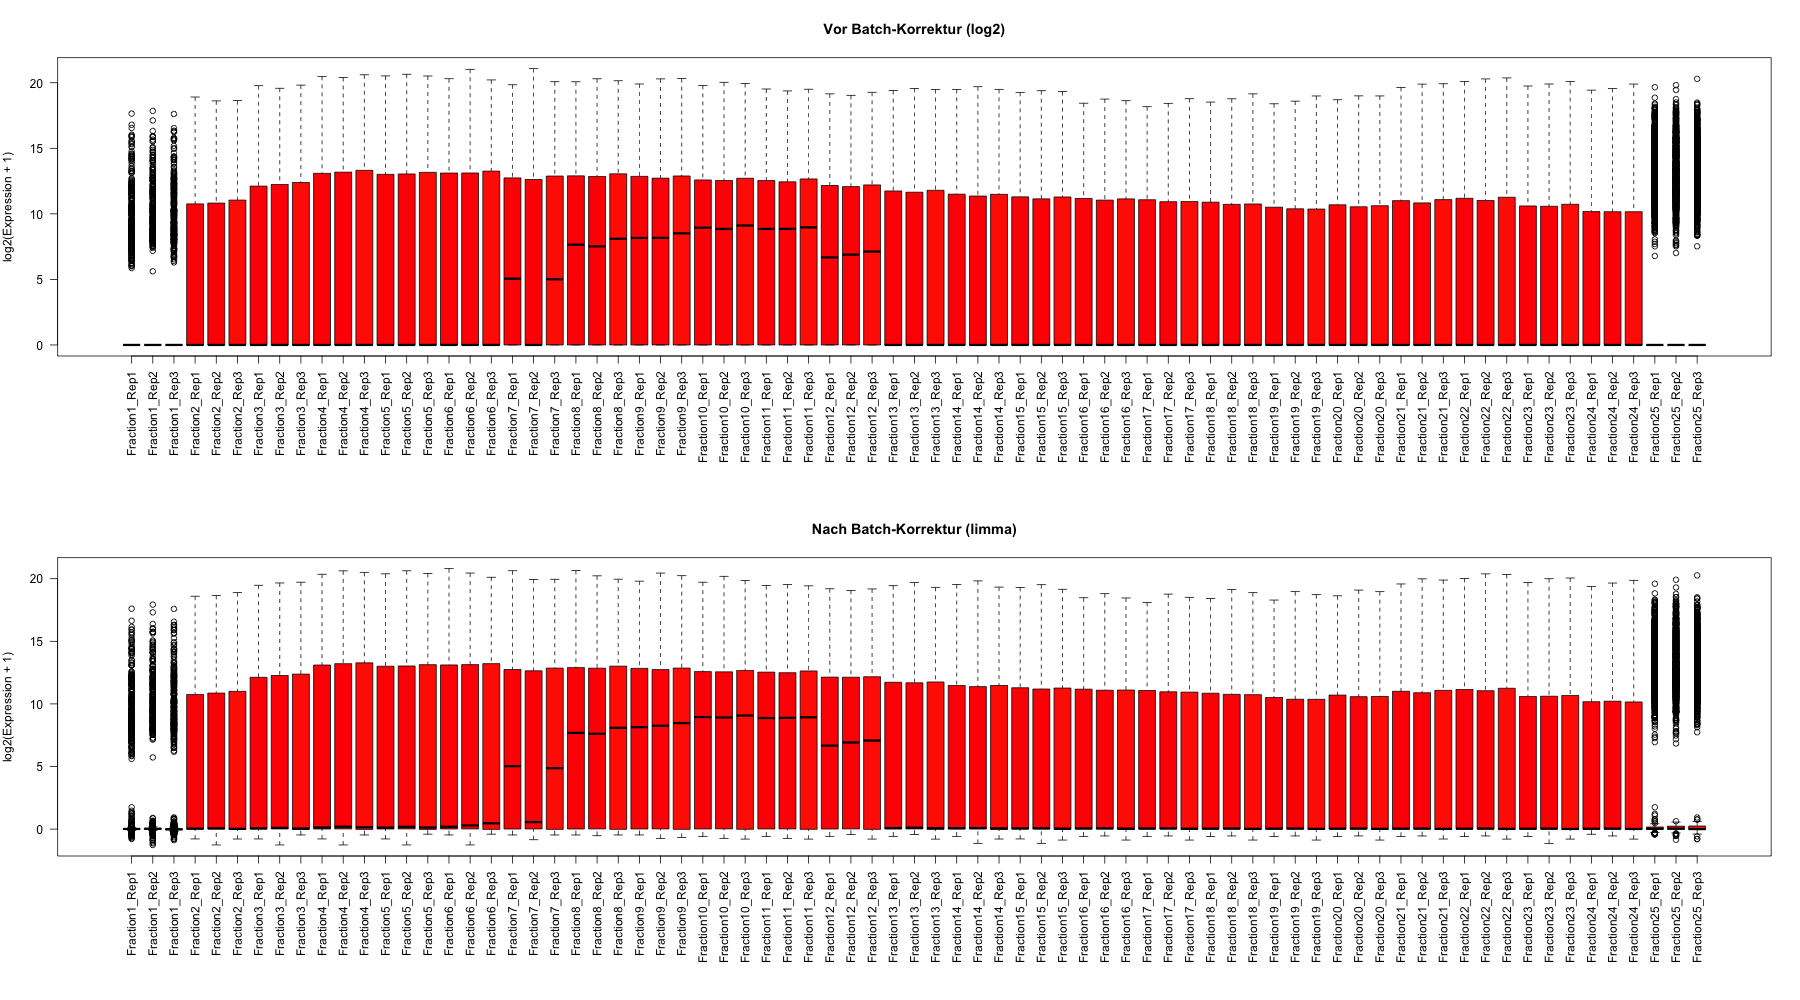 Vor Batch-Korrektur (log2)
log2(Expression + 1)
20
15
10
5
0
Fraction1_Rep1
Fraction1_Rep2
Fraction1_Rep3
Fraction2_Rep1
Fraction2_Rep2
Fraction2_Rep3
Fraction3_Rep1
Fraction3_Rep2
Fraction3_Rep3
Fraction4_Rep1
Fraction4_Rep2
Fraction4_Rep3
Fraction5_Rep1
Fraction5_Rep2
Fraction5_Rep3
Fraction6_Rep1
Fraction6_Rep2
Fraction6_Rep3
Fraction7_Rep1
Fraction7_Rep2
Fraction7_Rep3
Fraction8_Rep1
Fraction8_Rep2
Fraction8_Rep3
Fraction9_Rep1
Fraction9_Rep2
Fraction9_Rep3
Fraction10_Rep1
Fraction10_Rep2
Fraction10_Rep3
Fraction11_Rep1
Fraction11_Rep2
Fraction11_Rep3
Fraction12_Rep1
Fraction12_Rep2
Fraction12_Rep3
Fraction13_Rep1
Fraction13_Rep2
Fraction13_Rep3
Fraction14_Rep1
Fraction14_Rep2
Fraction14_Rep3
Fraction15_Rep1
Fraction15_Rep2
Fraction15_Rep3
Fraction16_Rep1
Fraction16_Rep2
Fraction16_Rep3
Fraction17_Rep1
Fraction17_Rep2
Fraction17_Rep3
Fraction18_Rep1
Fraction18_Rep2
Fraction18_Rep3
Fraction19_Rep1
Fraction19_Rep2
Fraction19_Rep3
Fraction20_Rep1
Fraction20_Rep2
Fraction20_Rep3
Fraction21_Rep1
Fraction21_Rep2
Fraction21_Rep3
Fraction22_Rep1
Fraction22_Rep2
Fraction22_Rep3
Fraction23_Rep1
Fraction23_Rep2
Fraction23_Rep3
Fraction24_Rep1
Fraction24_Rep2
Fraction24_Rep3
Fraction25_Rep1
Fraction25_Rep2
Fraction25_Rep3
Nach Batch-Korrektur (limma)
log2(Expression + 1)
20
15
10
5
0
Fraction1_Rep1
Fraction1_Rep2
Fraction1_Rep3
Fraction2_Rep1
Fraction2_Rep2
Fraction2_Rep3
Fraction3_Rep1
Fraction3_Rep2
Fraction3_Rep3
Fraction4_Rep1
Fraction4_Rep2
Fraction4_Rep3
Fraction5_Rep1
Fraction5_Rep2
Fraction5_Rep3
Fraction6_Rep1
Fraction6_Rep2
Fraction6_Rep3
Fraction7_Rep1
Fraction7_Rep2
Fraction7_Rep3
Fraction8_Rep1
Fraction8_Rep2
Fraction8_Rep3
Fraction9_Rep1
Fraction9_Rep2
Fraction9_Rep3
Fraction10_Rep1
Fraction10_Rep2
Fraction10_Rep3
Fraction11_Rep1
Fraction11_Rep2
Fraction11_Rep3
Fraction12_Rep1
Fraction12_Rep2
Fraction12_Rep3
Fraction13_Rep1
Fraction13_Rep2
Fraction13_Rep3
Fraction14_Rep1
Fraction14_Rep2
Fraction14_Rep3
Fraction15_Rep1
Fraction15_Rep2
Fraction15_Rep3
Fraction16_Rep1
Fraction16_Rep2
Fraction16_Rep3
Fraction17_Rep1
Fraction17_Rep2
Fraction17_Rep3
Fraction18_Rep1
Fraction18_Rep2
Fraction18_Rep3
Fraction19_Rep1
Fraction19_Rep2
Fraction19_Rep3
Fraction20_Rep1
Fraction20_Rep2
Fraction20_Rep3
Fraction21_Rep1
Fraction21_Rep2
Fraction21_Rep3
Fraction22_Rep1
Fraction22_Rep2
Fraction22_Rep3
Fraction23_Rep1
Fraction23_Rep2
Fraction23_Rep3
Fraction24_Rep1
Fraction24_Rep2
Fraction24_Rep3
Fraction25_Rep1
Fraction25_Rep2
Fraction25_Rep3